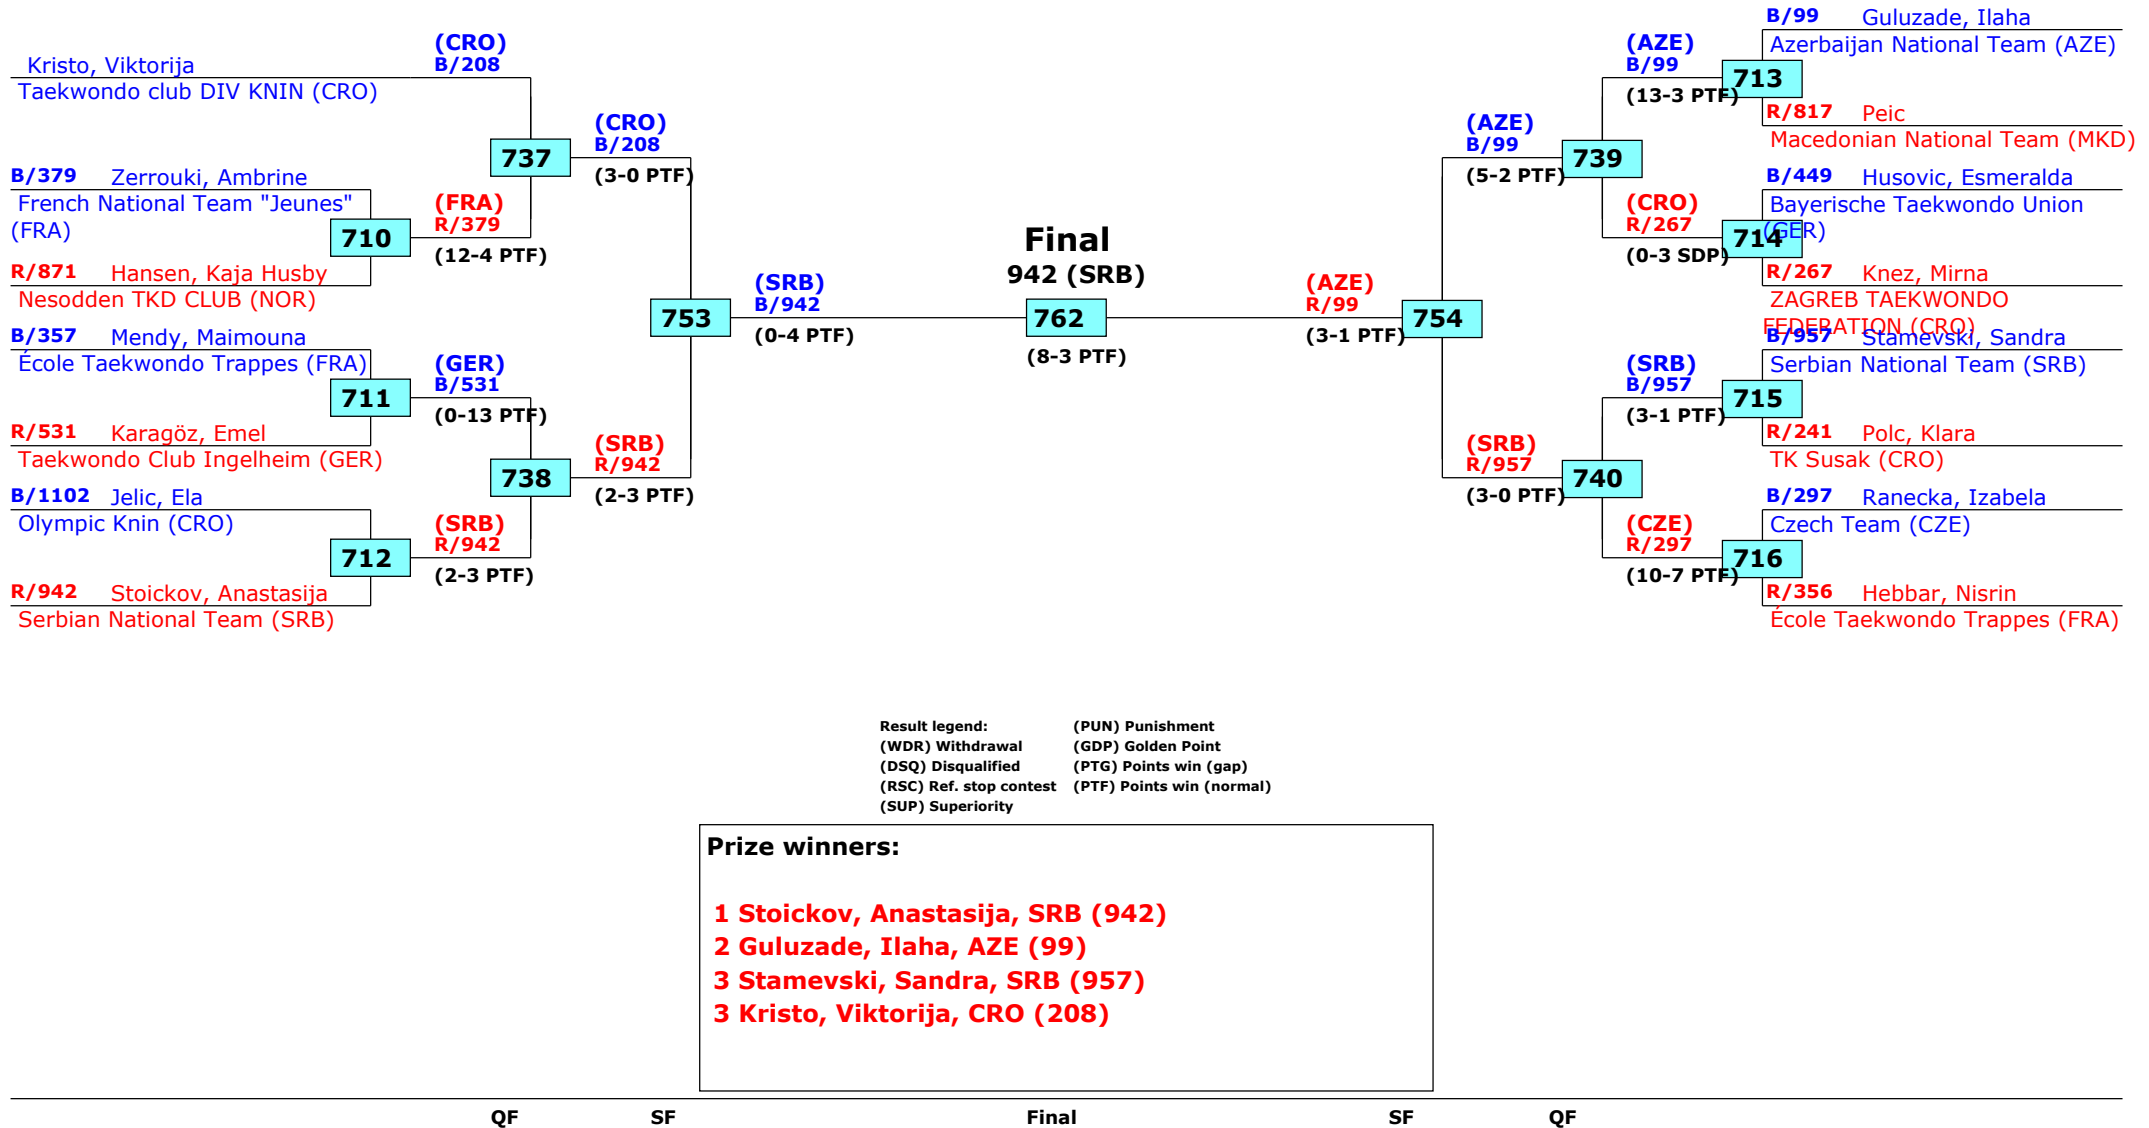 Kristo, Viktorija
Taekwondo club DIV KNIN (CRO)
B/379 Zerrouki, Ambrine
French National Team "Jeunes"
(FRA)
R/871 Hansen, Kaja Husby
Nesodden TKD CLUB (NOR)
B/357 Mendy, Maimouna
École Taekwondo Trappes (FRA)
R/531 Karagöz, Emel
Taekwondo Club Ingelheim (GER)
B/1102 Jelic, Ela
Olympic Knin (CRO)
R/942 Stoickov, Anastasija
Serbian National Team (SRB)
710
711
712
(CRO)
B/208
(FRA)
R/379
(12-4 PTF)
(GER)
B/531
(0-13 PTF)
(SRB)
R/942
(2-3 PTF)
737
738
(CRO)
B/208
(3-0 PTF)
(SRB)
R/942
(2-3 PTF)
753
(SRB)
B/942
(0-4 PTF)
Final
942 (SRB)
762
(8-3 PTF)
(AZE)
R/99
(3-1 PTF)
754
(AZE)
B/99
(5-2 PTF)
(SRB)
R/957
(3-0 PTF)
739
740
(AZE)
B/99
(13-3 PTF)
(CRO)
R/267
(0-3 SDP)
(SRB)
B/957
(3-1 PTF)
(CZE)
R/297
(10-7 PTF)
713
714
715
716
B/99 Guluzade, Ilaha
Azerbaijan National Team (AZE)
R/817 Peic
Macedonian National Team (MKD)
B/449 Husovic, Esmeralda
Bayerische Taekwondo Union
(GER)
R/267 Knez, Mirna
ZAGREB TAEKWONDO
FEDERATION (CRO)
B/957 Stamevski, Sandra
Serbian National Team (SRB)
R/241 Polc, Klara
TK Susak (CRO)
B/297 Ranecka, Izabela
Czech Team (CZE)
R/356 Hebbar, Nisrin
École Taekwondo Trappes (FRA)
Result legend: (PUN) Punishment
(WDR) Withdrawal (GDP) Golden Point
(DSQ) Disqualified (PTG) Points win (gap)
(RSC) Ref. stop contest (PTF) Points win (normal)
(SUP) Superiority
Prize winners:
1 Stoickov, Anastasija, SRB (942)
2 Guluzade, Ilaha, AZE (99)
3 Stamevski, Sandra, SRB (957)
3 Kristo, Viktorija, CRO (208)
QF SF Final SF QF